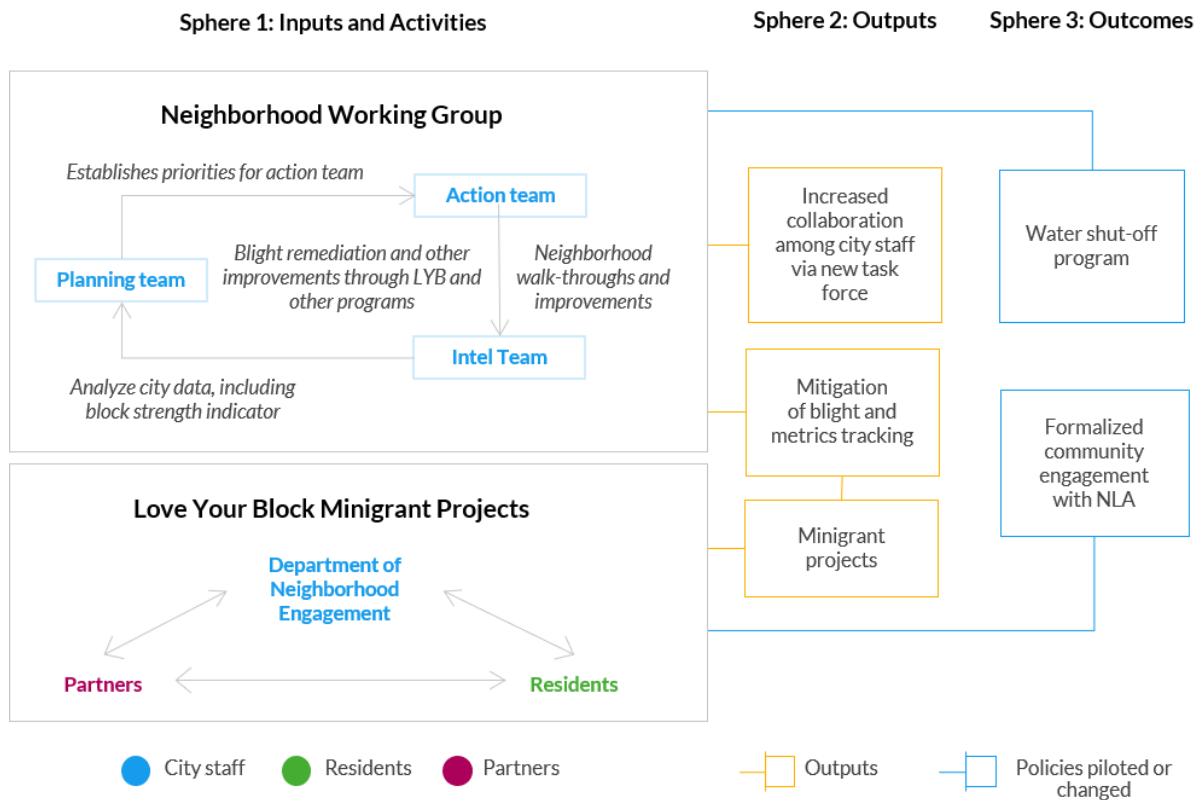 Sphere 1: Inputs and Activities
Sphere 2: Outputs
Sphere 3: Outcomes
Neighborhood Working Group
Establishes priorities for action team
Action team
Blight remediation and other
improvements through LYB and
other programs
Neighborhood
walk-throughs and
improvements
Planning team
Intel Team
Analyze city data, including
block strength indicator
Increased
collaboration
among city staff
via new task
force
Water shut-off
program
Mitigation
of blight and
metrics tracking
Formalized
community
engagement
with NLA
Minigrant
projects
Love Your Block Minigrant Projects
Department of
Neighborhood
Engagement
Partners
Residents
City staff
Residents
Partners
Outputs
Policies piloted or
changed